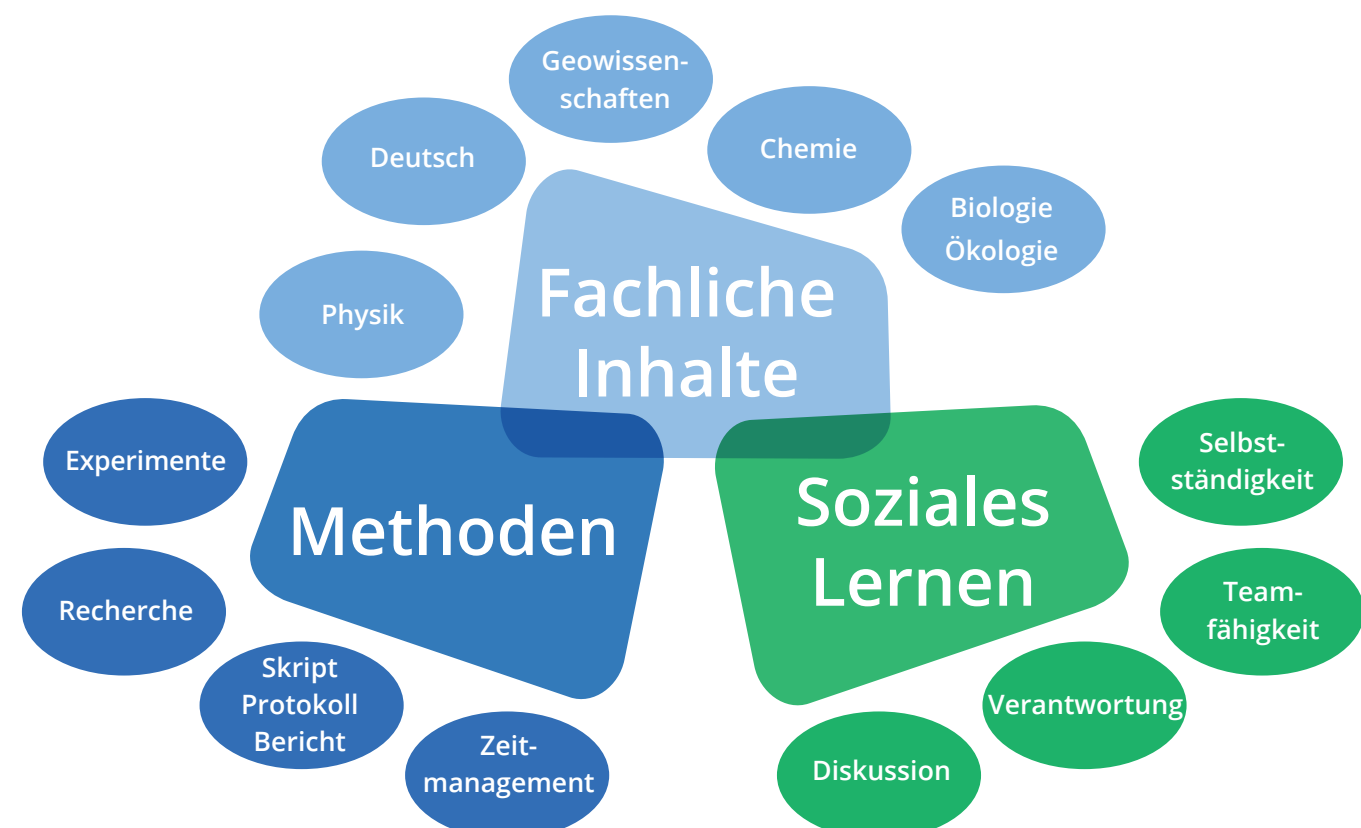 Geowissen-
schaften
Deutsch
Chemie
Biologie
Ökologie
Physik
Fachliche
Inhalte
Experimente
Recherche
Skript
Protokoll
Bericht
Zeit-
management
Methoden
Soziales
Lernen
Selbst-
ständigkeit
Team-
fähigkeit
Verantwortung
Diskussion